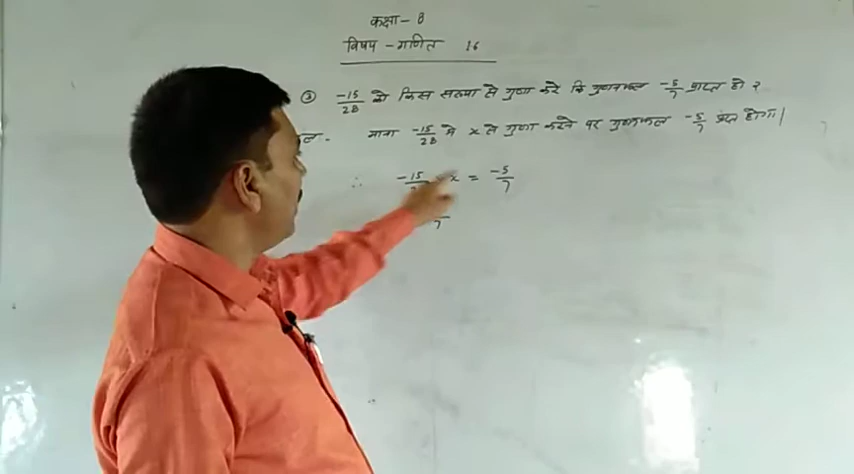 कक्षा - 8
विषय - गणित 16
③ -15/28 को किस संख्या से गुणा करे कि गुणनफल -5/7 प्राप्त हो ?
ल - माना -15/28 मे x से गुणा करने पर गुणनफल -5/7 प्राप्त होगा।
∴ -15/ x = -5/7
7